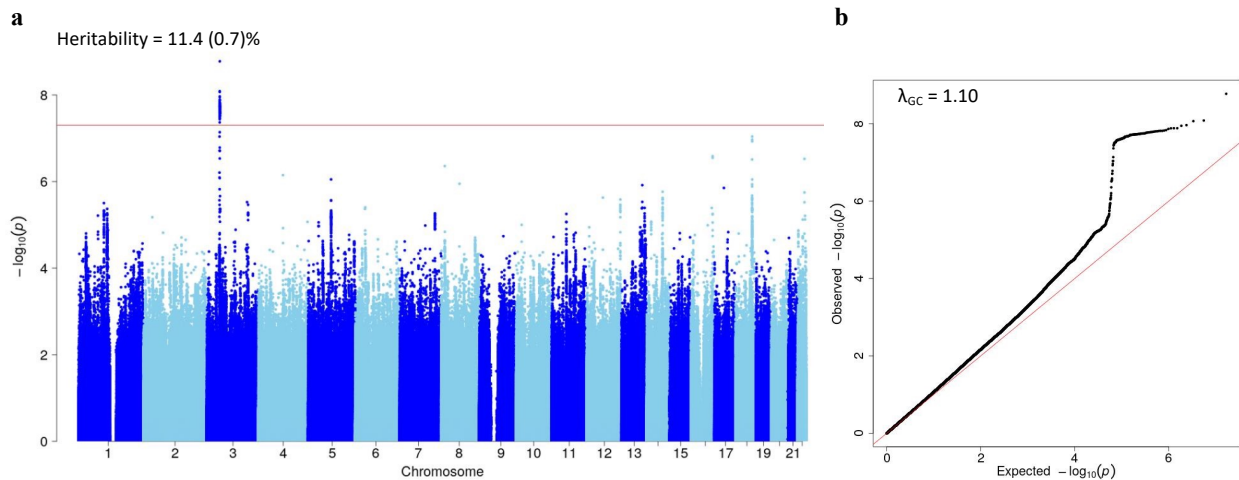 a
Heritability = 11.4 (0.7)%
8
6
4
2
0
−log₁₀(p)
1 2 3 4 5 6 7 8 9 10 11 12 13 15 17 19 21
Chromosome
b
λGC = 1.10
8
6
4
2
0
Observed −log₁₀(p)
0 2 4 6
Expected −log₁₀(p)